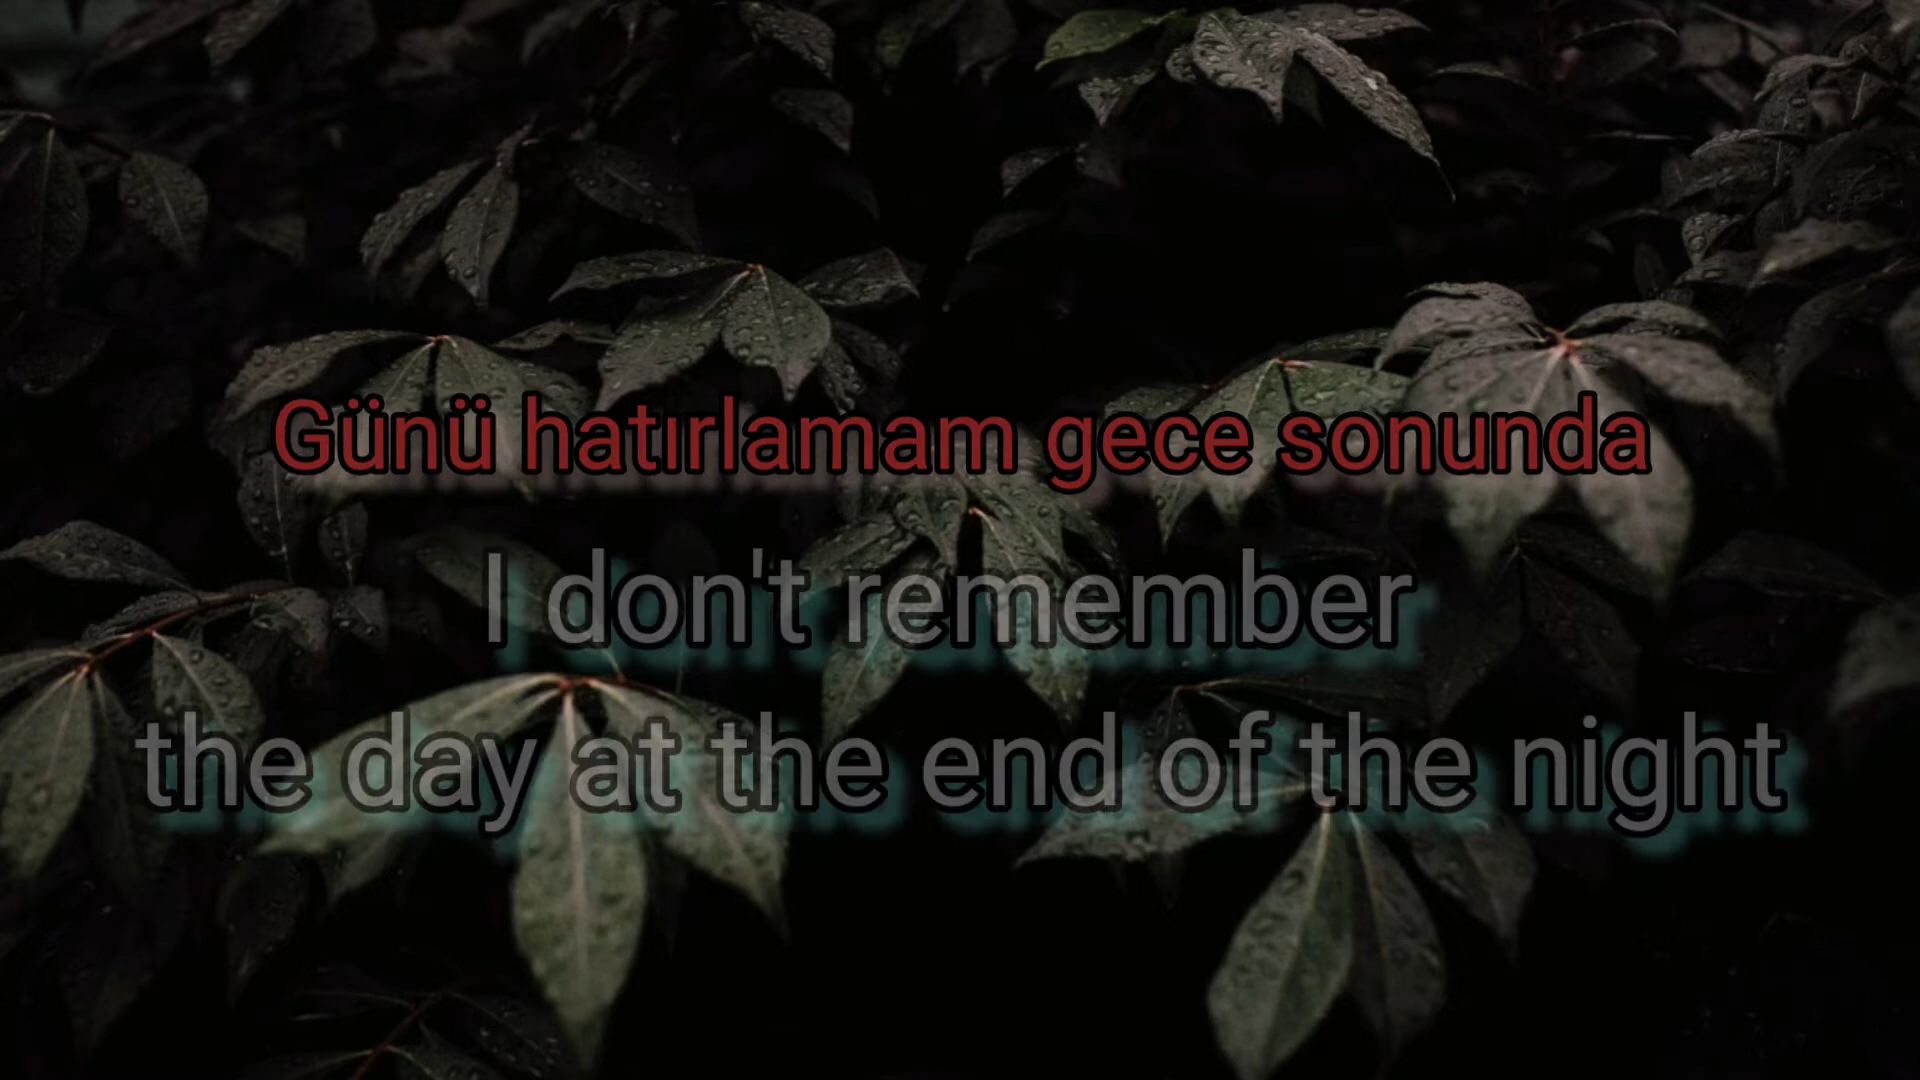 Günü hatırlamam gece sonunda
I don't remember
the day at the end of the night